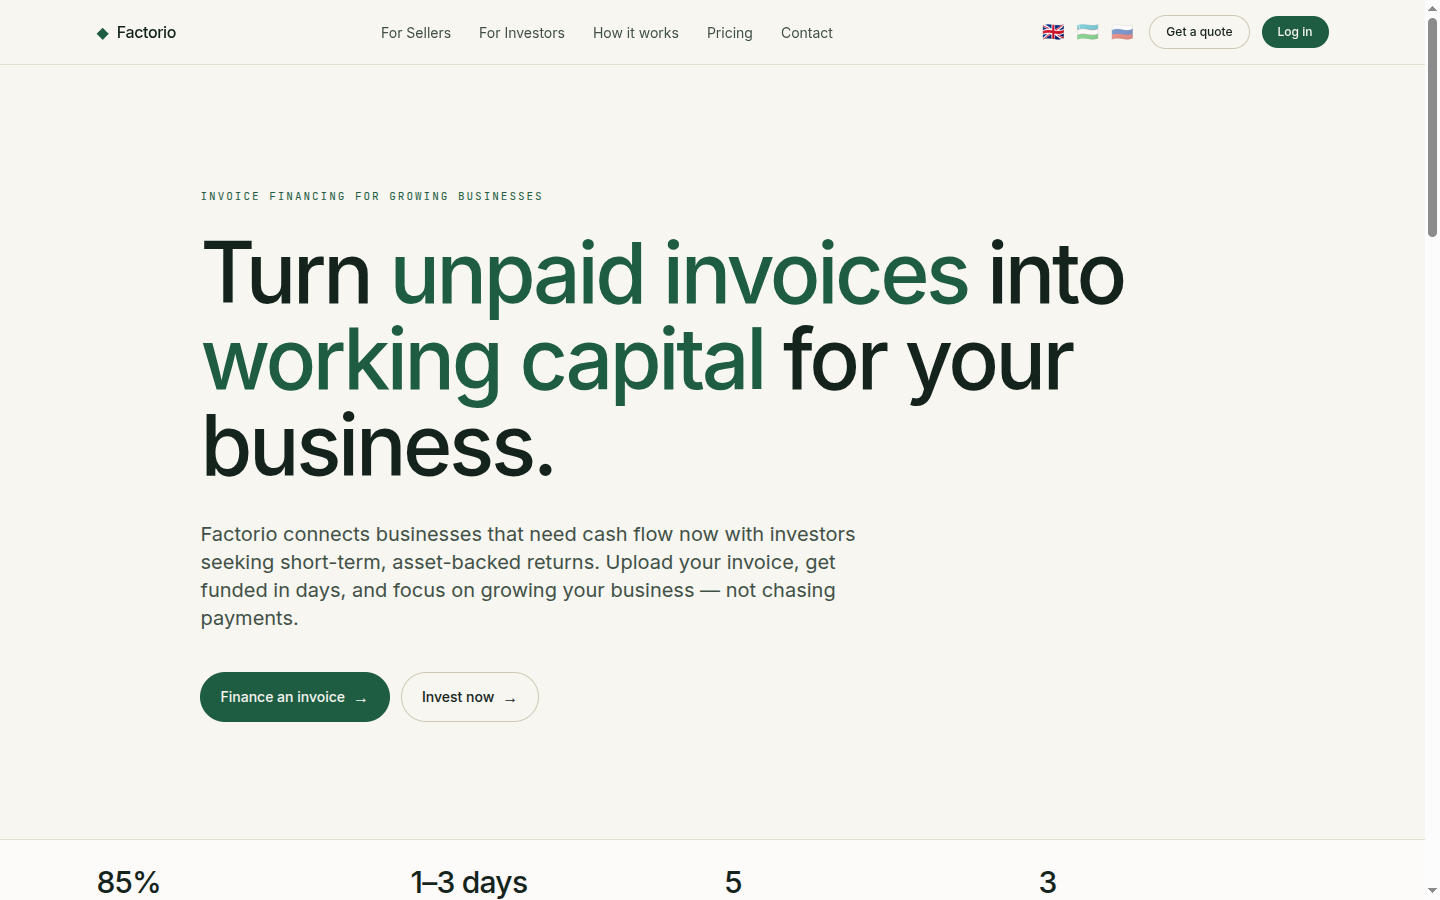 Factorio
For Sellers
For Investors
How it works
Pricing
Contact
Get a quote
Log in
INVOICE FINANCING FOR GROWING BUSINESSES
Turn unpaid invoices into
working capital for your
business.
Factorio connects businesses that need cash flow now with investors
seeking short-term, asset-backed returns. Upload your invoice, get
funded in days, and focus on growing your business — not chasing
payments.
Finance an invoice →
Invest now →
85%
1–3 days
5
3